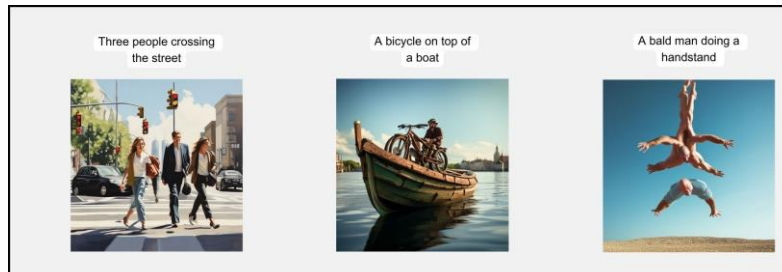 Three people crossing
the street
A bicycle on top of
a boat
A bald man doing a
handstand